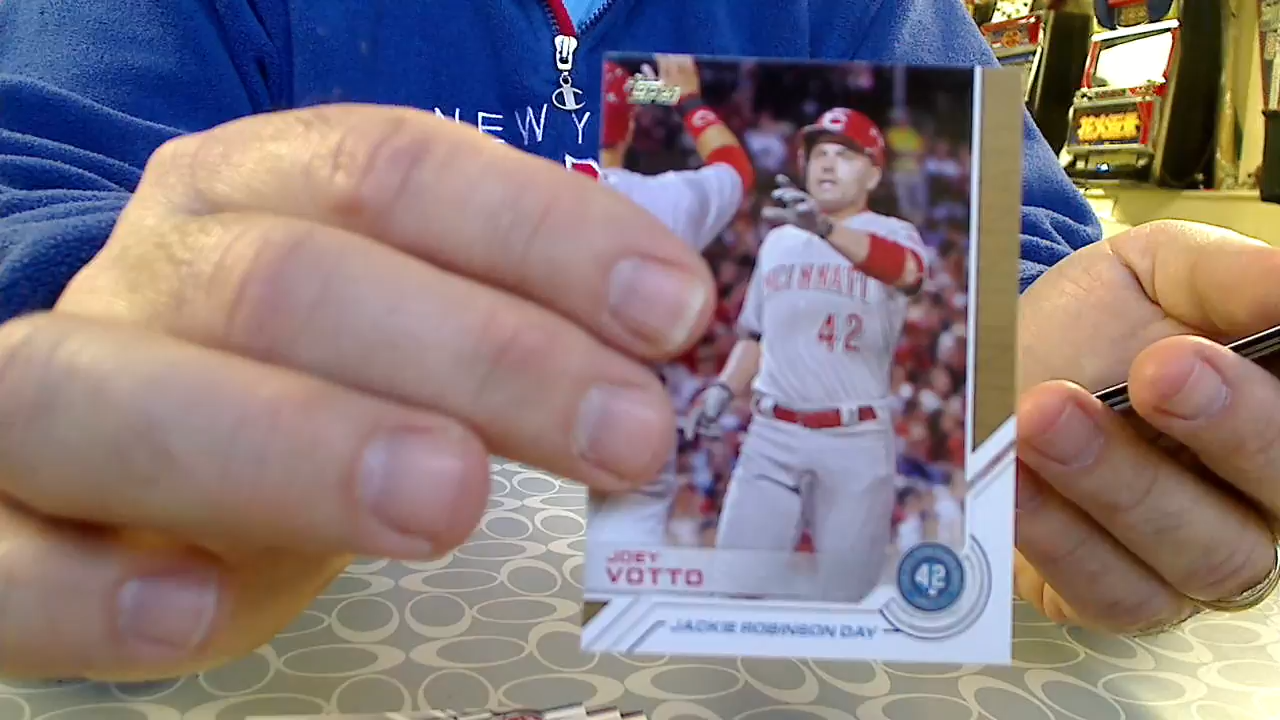 NEW Y
TOPPS
CINCINNATI
42
JOEY
VOTTO
42
JACKIE ROBINSON DAY